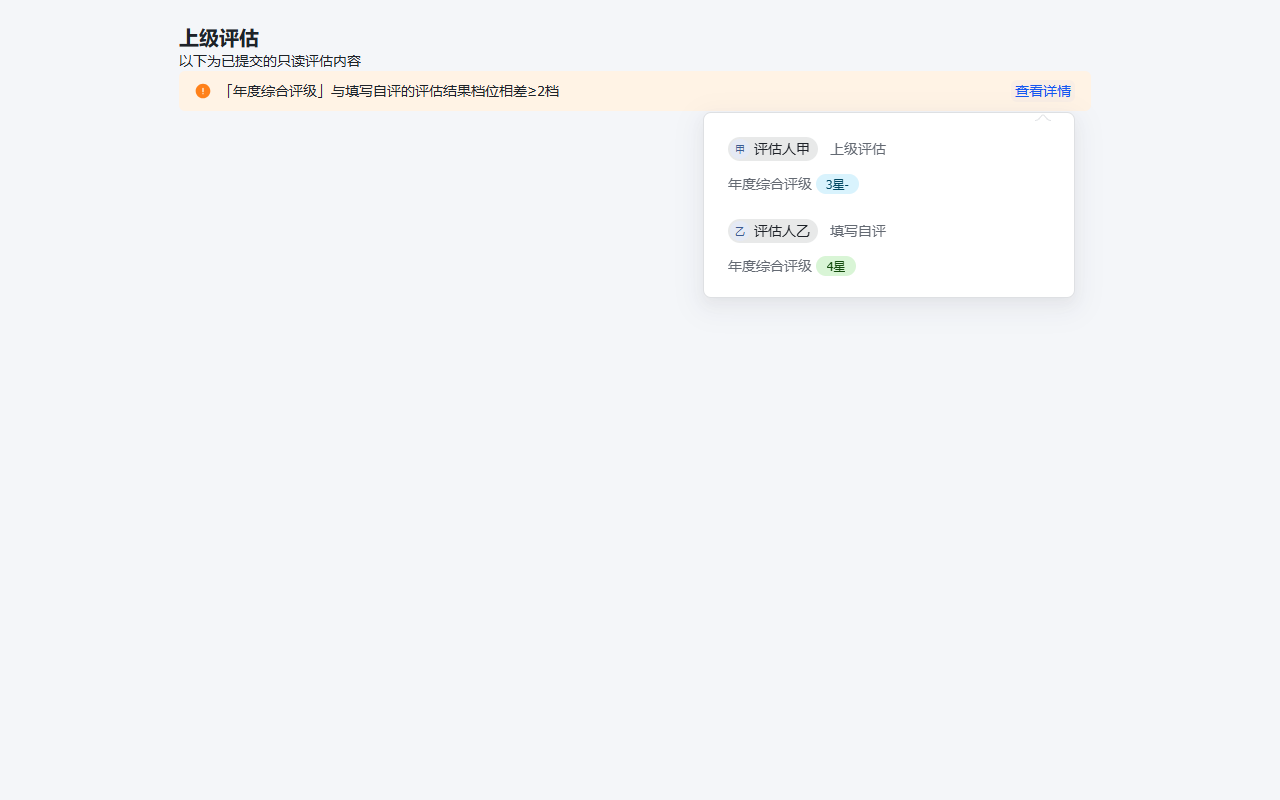 上级评估
以下为已提交的只读评估内容
「年度综合评级」与填写自评的评估结果档位相差≥2档 查看详情
甲 评估人甲 上级评估
年度综合评级 3星-
乙 评估人乙 填写自评
年度综合评级 4星